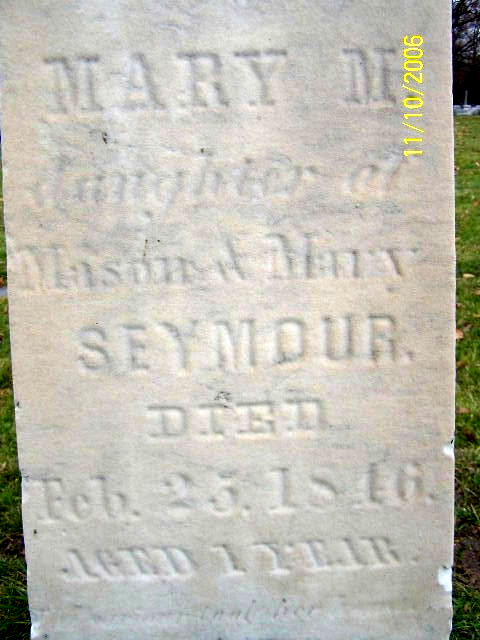 MARY M
daughter of
Mason & Mary
SEYMOUR.
DIED
Feb. 25, 1846.
AGED 1 YEAR.
11/10/2006